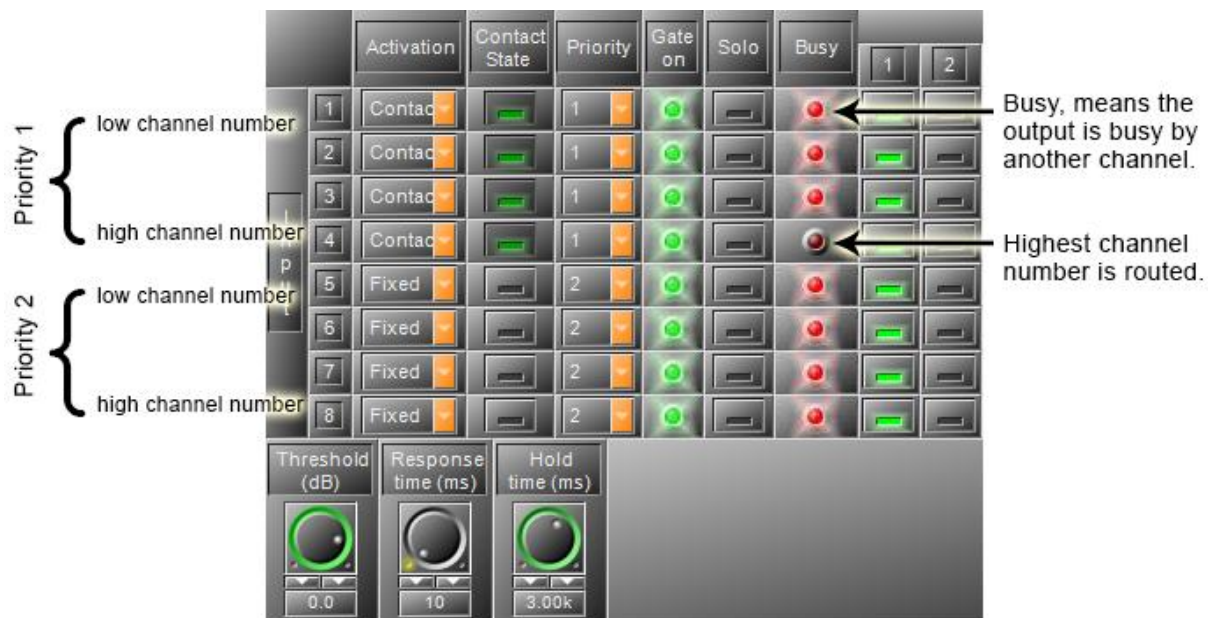 Activation Contact State Priority Gate on Solo Busy 1 2
Priority 1
low channel number
high channel number
Priority 2
low channel number
high channel number
1 Contac 1
2 Contac 1
3 Contac 1
4 Contac 1
5 Fixed 2
6 Fixed 2
7 Fixed 2
8 Fixed 2
Busy, means the
output is busy by
another channel.
Highest channel
number is routed.
Threshold
(dB)
0.0
Response
time (ms)
10
Hold
time (ms)
3.00k